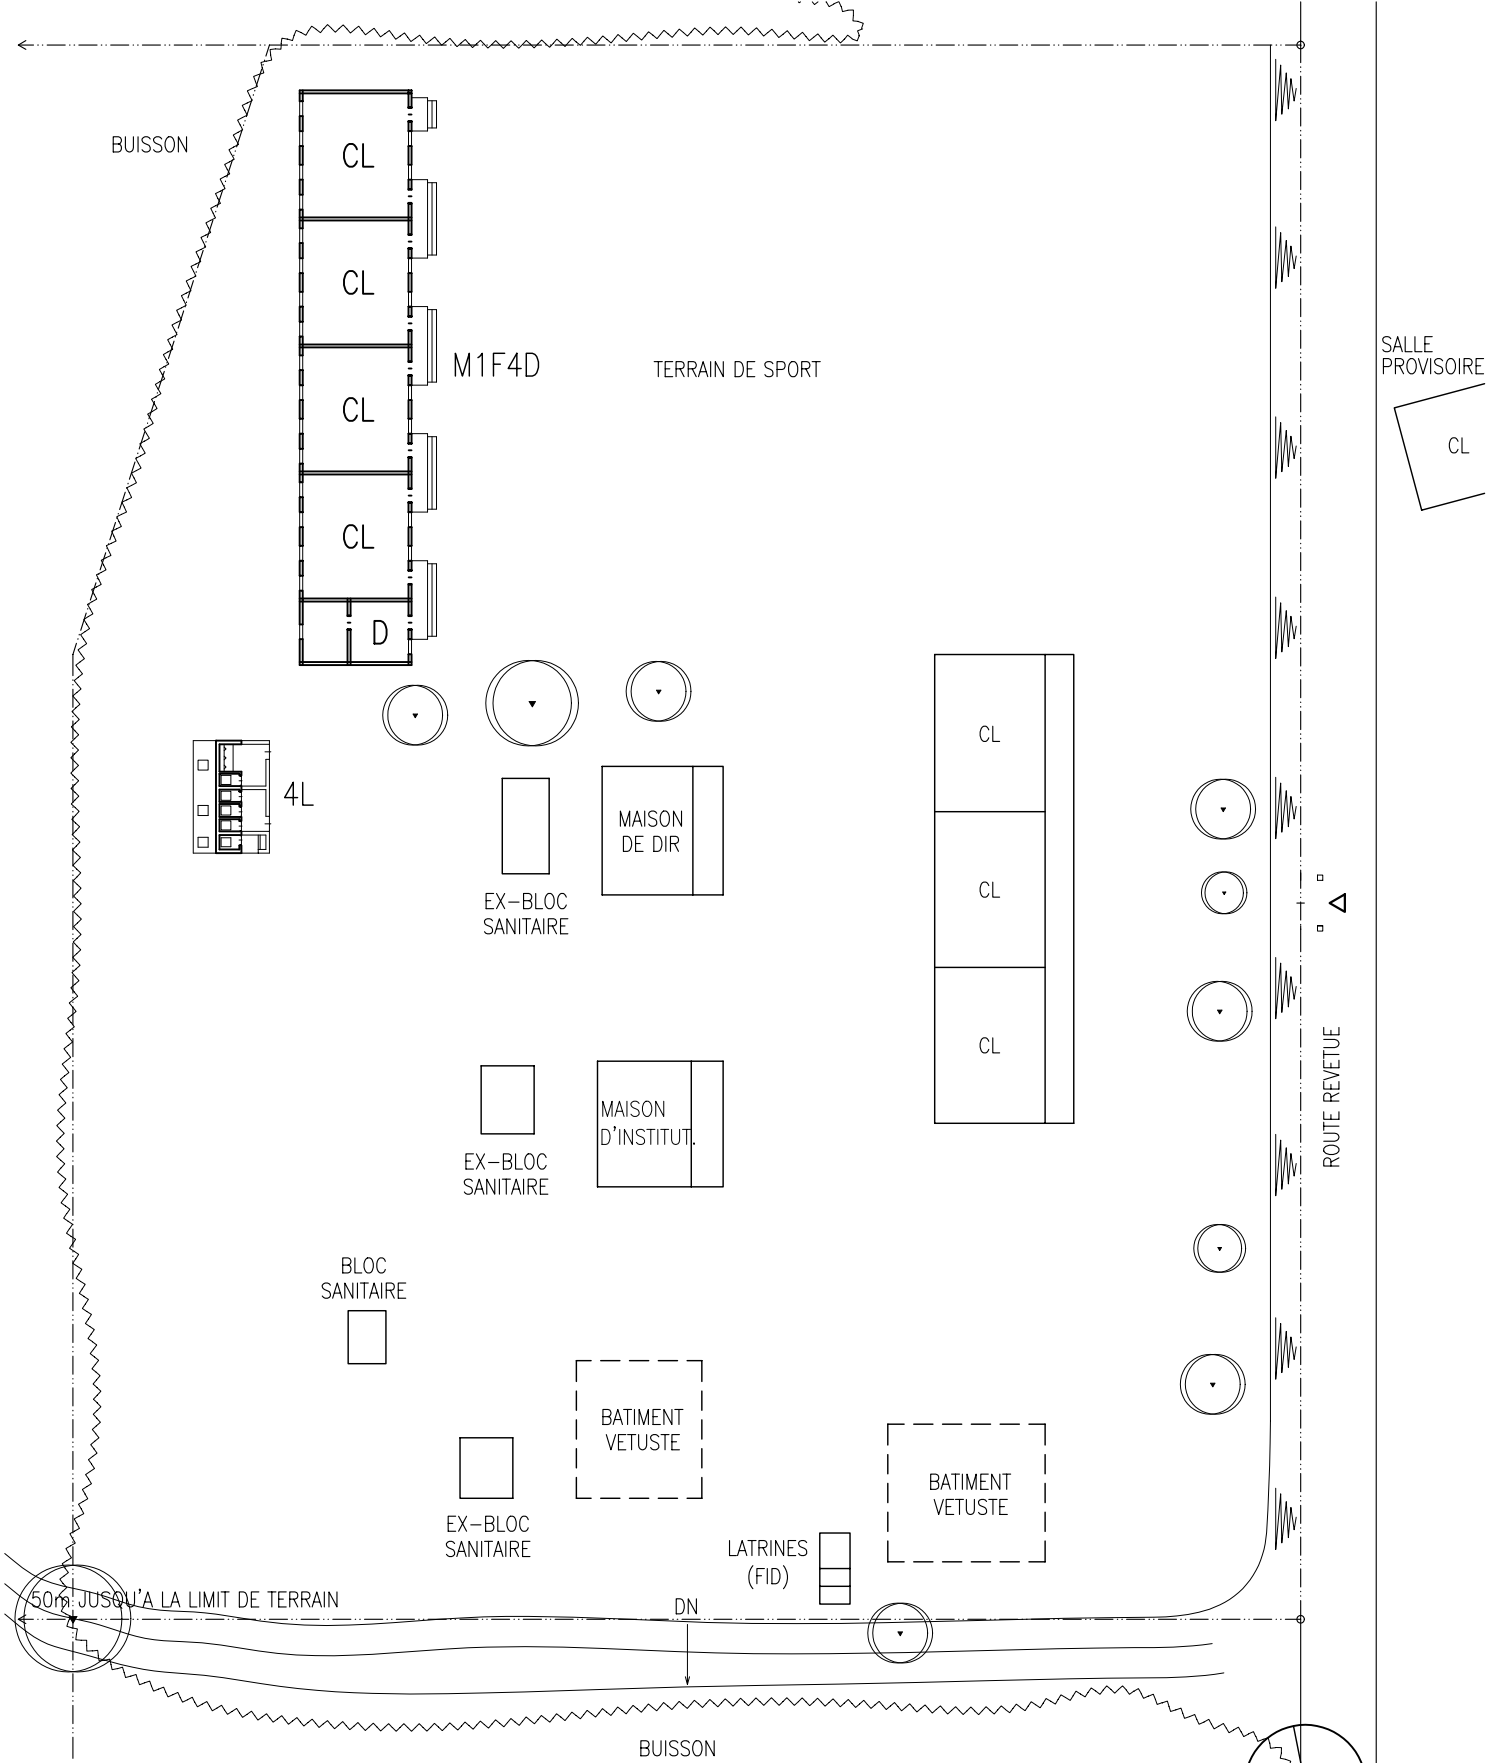 BUISSON
CL
CL
CL
CL
D
M1F4D
TERRAIN DE SPORT
SALLE
PROVISOIRE
CL
4L
EX-BLOC
SANITAIRE
MAISON
DE DIR
CL
CL
CL
EX-BLOC
SANITAIRE
MAISON
D'INSTITUT.
ROUTE REVETUE
BLOC
SANITAIRE
EX-BLOC
SANITAIRE
BATIMENT
VETUSTE
BATIMENT
VETUSTE
LATRINES
(FID)
50m JUSQU'A LA LIMIT DE TERRAIN
DN
BUISSON